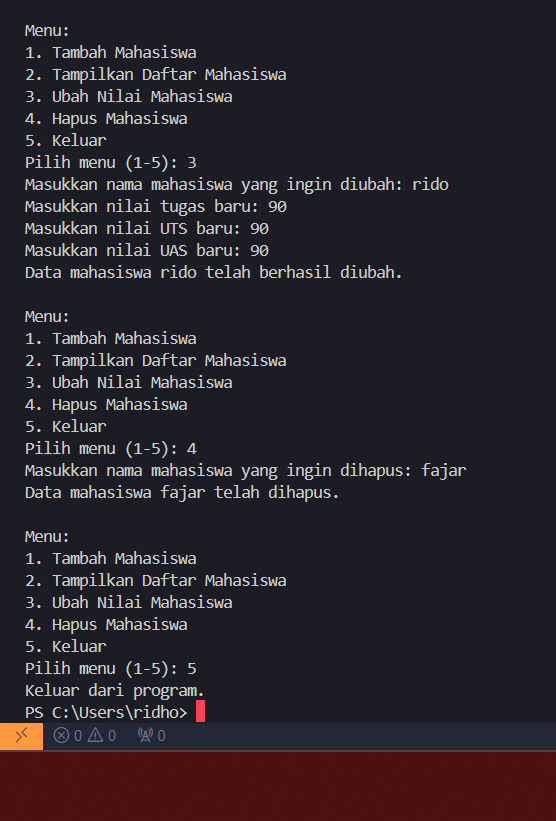 Menu:
1. Tambah Mahasiswa
2. Tampilkan Daftar Mahasiswa
3. Ubah Nilai Mahasiswa
4. Hapus Mahasiswa
5. Keluar
Pilih menu (1-5): 3
Masukkan nama mahasiswa yang ingin diubah: rido
Masukkan nilai tugas baru: 90
Masukkan nilai UTS baru: 90
Masukkan nilai UAS baru: 90
Data mahasiswa rido telah berhasil diubah.
Menu:
1. Tambah Mahasiswa
2. Tampilkan Daftar Mahasiswa
3. Ubah Nilai Mahasiswa
4. Hapus Mahasiswa
5. Keluar
Pilih menu (1-5): 4
Masukkan nama mahasiswa yang ingin dihapus: fajar
Data mahasiswa fajar telah dihapus.
Menu:
1. Tambah Mahasiswa
2. Tampilkan Daftar Mahasiswa
3. Ubah Nilai Mahasiswa
4. Hapus Mahasiswa
5. Keluar
Pilih menu (1-5): 5
Keluar dari program.
PS C:\Users\ridho>
0 0 0